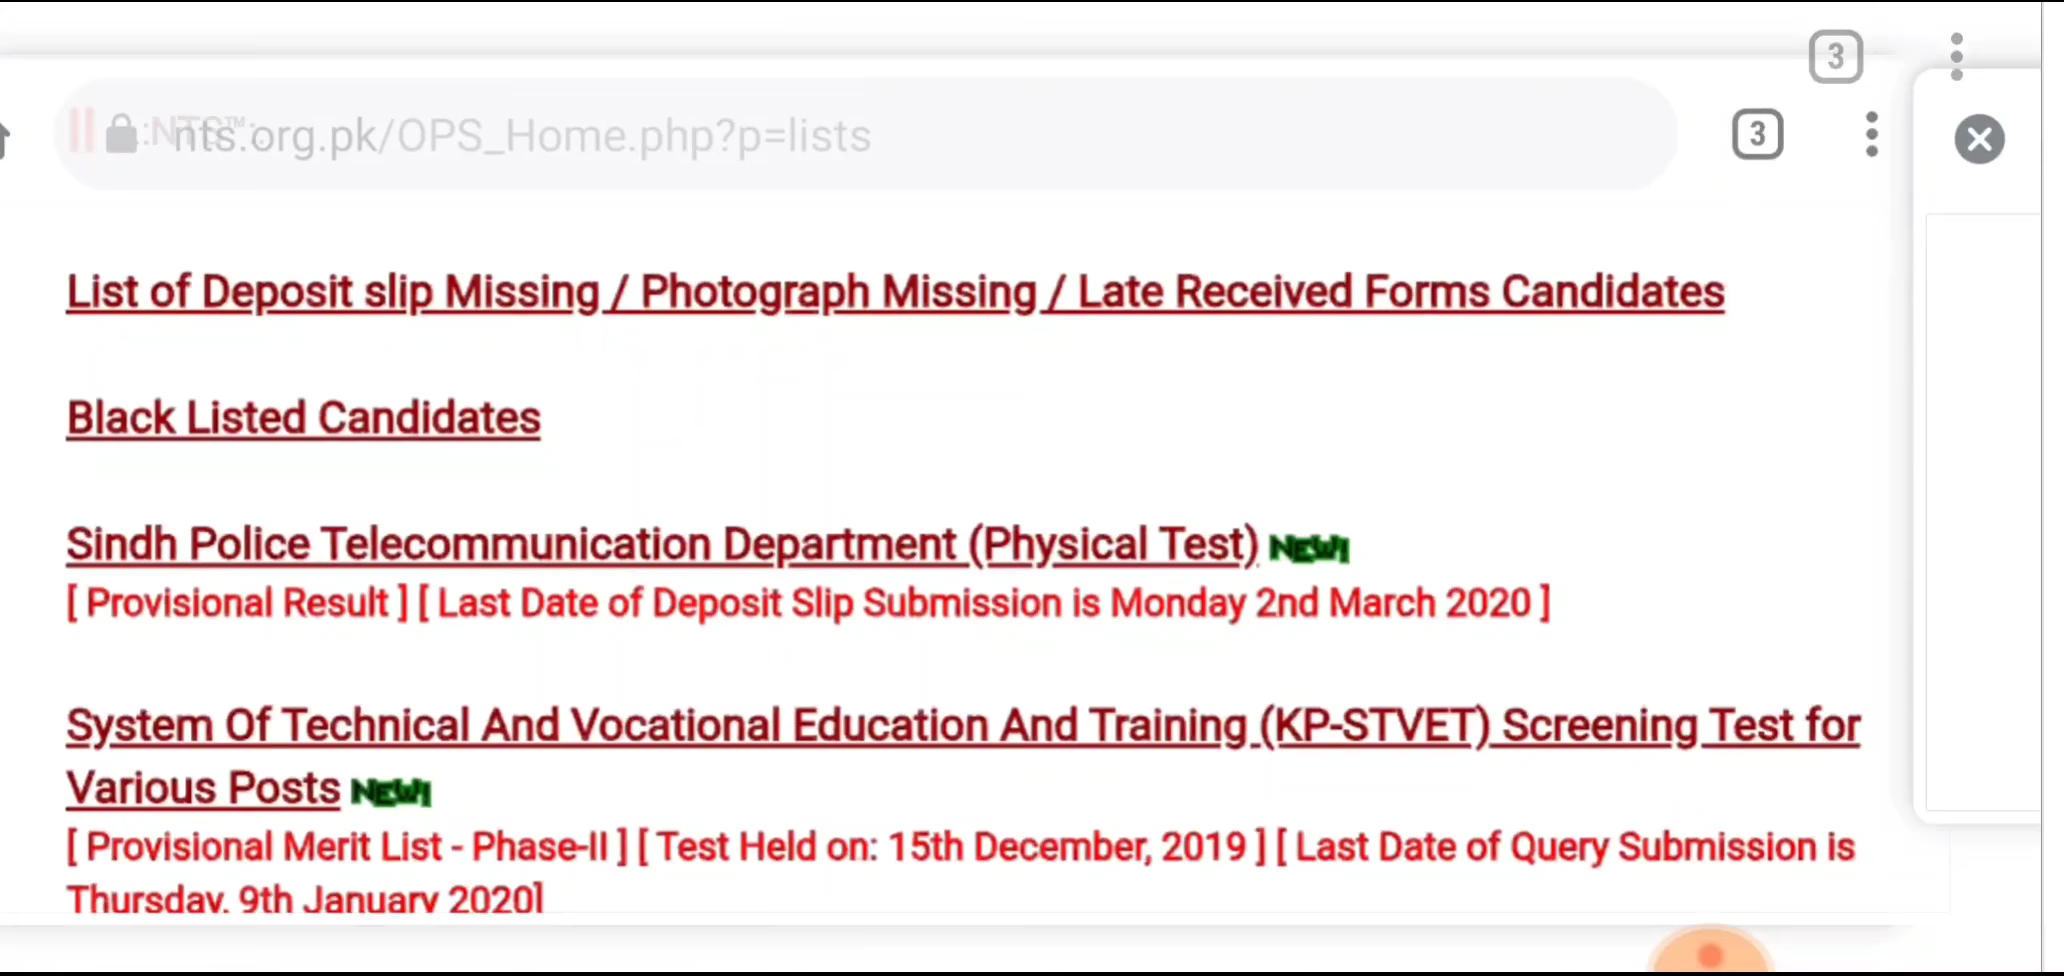 3
:NTS™:
nts.org.pk/OPS_Home.php?p=lists
3
List of Deposit slip Missing / Photograph Missing / Late Received Forms Candidates
Black Listed Candidates
Sindh Police Telecommunication Department (Physical Test) NEW!
[ Provisional Result ] [ Last Date of Deposit Slip Submission is Monday 2nd March 2020 ]
System Of Technical And Vocational Education And Training (KP-STVET) Screening Test for
Various Posts NEW!
[ Provisional Merit List - Phase-II ] [ Test Held on: 15th December, 2019 ] [ Last Date of Query Submission is
Thursday, 9th January 2020]